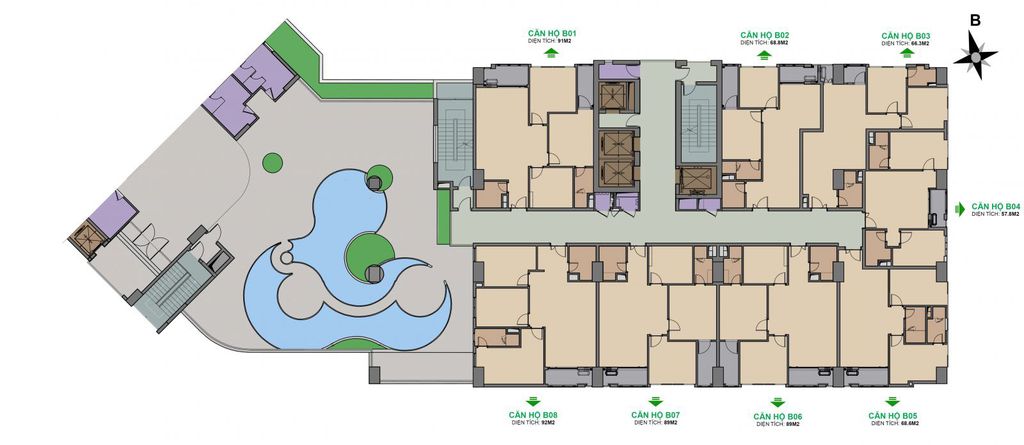 B
CĂN HỘ B01
DIỆN TÍCH: 91M2
CĂN HỘ B02
DIỆN TÍCH: 68.8M2
CĂN HỘ B03
DIỆN TÍCH: 66.3M2
CĂN HỘ B04
DIỆN TÍCH: 57.8M2
CĂN HỘ B08
DIỆN TÍCH: 92M2
CĂN HỘ B07
DIỆN TÍCH: 89M2
CĂN HỘ B06
DIỆN TÍCH: 89M2
CĂN HỘ B05
DIỆN TÍCH: 68.6M2